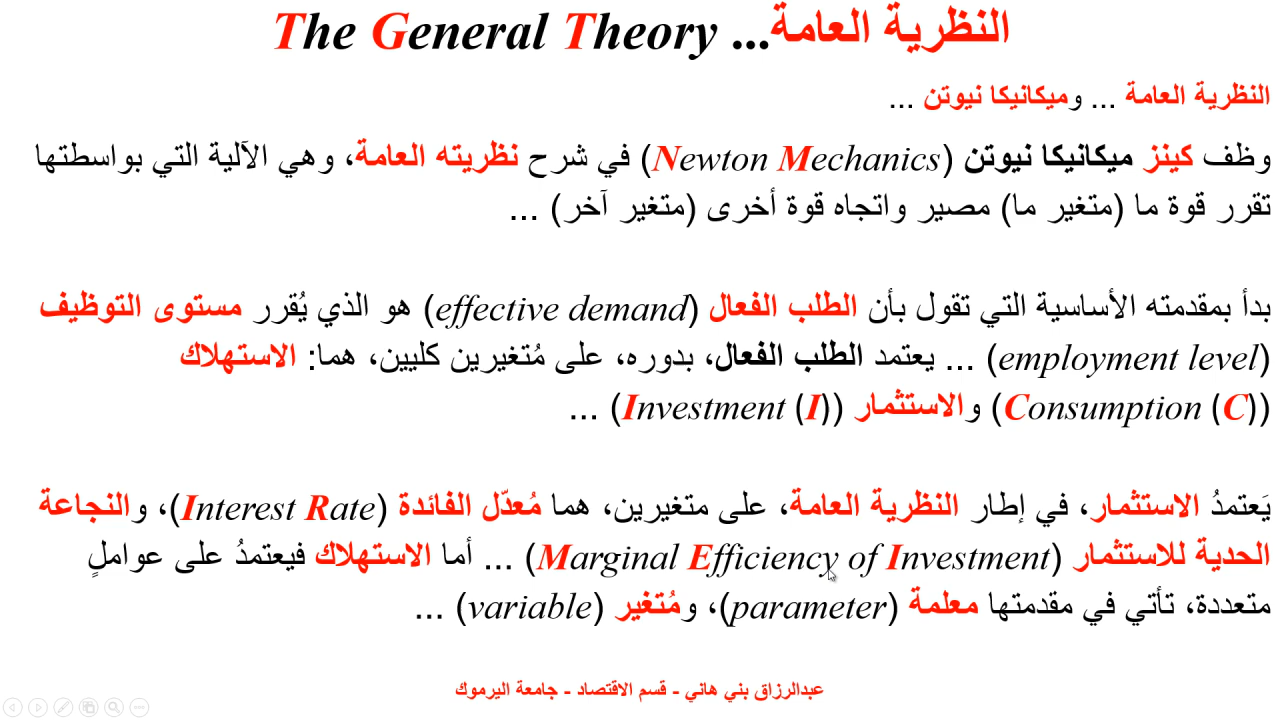 النظرية العامة... The General Theory
النظرية العامة ... وميكانيكا نيوتن ...
وظف كينز ميكانيكا نيوتن (Newton Mechanics) في شرح نظريته العامة، وهي الآلية التي بواسطتها
تقرر قوة ما (متغير ما) مصير واتجاه قوة أخرى (متغير آخر) ...
بدأ بمقدمته الأساسية التي تقول بأن الطلب الفعال (effective demand) هو الذي يُقرر مستوى التوظيف
(employment level) ... يعتمد الطلب الفعال، بدوره، على مُتغيرين كليين، هما: الاستهلاك
(Consumption (C)) والاستثمار (Investment (I)) ...
يَعتمدُ الاستثمار، في إطار النظرية العامة، على متغيرين، هما مُعدّل الفائدة (Interest Rate)، والنجاعة
الحدية للاستثمار (Marginal Efficiency of Investment) ... أما الاستهلاك فيعتمدُ على عواملٍ
متعددة، تأتي في مقدمتها معلمة (parameter)، ومُتغير (variable) ...
عبدالرزاق بني هاني - قسم الاقتصاد - جامعة اليرموك